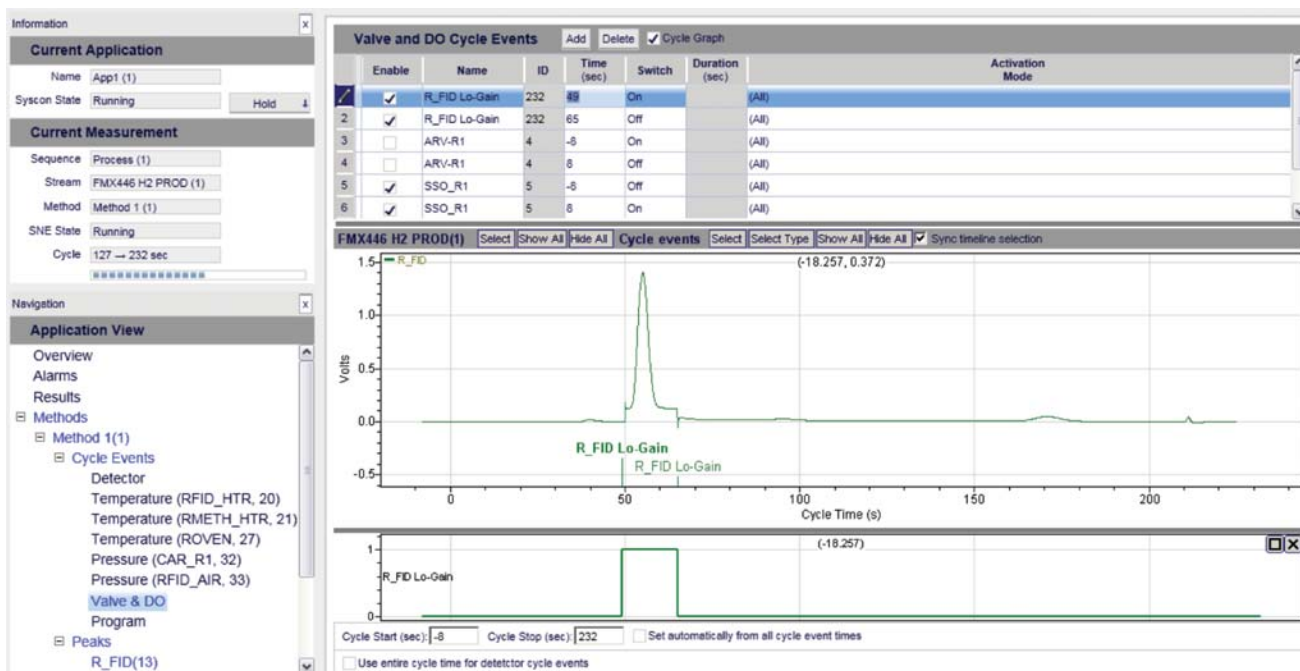 Information x
Current Application
Name App1 (1)
Syscon State Running Hold
Current Measurement
Sequence Process (1)
Stream FMX446 H2 PROD (1)
Method Method 1 (1)
SNE State Running
Cycle 127 → 232 sec
Navigation x
Application View
Overview
Alarms
Results
Methods
Method 1(1)
Cycle Events
Detector
Temperature (RFID_HTR, 20)
Temperature (RMETH_HTR, 21)
Temperature (ROVEN, 27)
Pressure (CAR_R1, 32)
Pressure (RFID_AIR, 33)
Valve & DO
Program
Peaks
R_FID(13)
Valve and DO Cycle Events Add Delete Cycle Graph
Enable Name ID Time (sec) Switch Duration (sec) Activation Mode
R_FID Lo-Gain 232 49 On (All)
2 R_FID Lo-Gain 232 65 Off (All)
3 ARV-R1 4 -8 On (All)
4 ARV-R1 4 8 Off (All)
5 SSO_R1 5 -8 Off (All)
6 SSO_R1 5 8 On (All)
FMX446 H2 PROD(1) Select Show All Hide All Cycle events Select Select Type Show All Hide All Sync timeline selection
R_FID
(-18.257, 0.372)
1.5
1.0
0.5
0.0
-0.5
Volts
R_FID Lo-Gain
R_FID Lo-Gain
0 50 100 150 200
Cycle Time (s)
(-18.257)
1
R_FID Lo-Gain
0
Cycle Start (sec): -8 Cycle Stop (sec): 232 Set automatically from all cycle event times
Use entire cycle time for detetctor cycle events